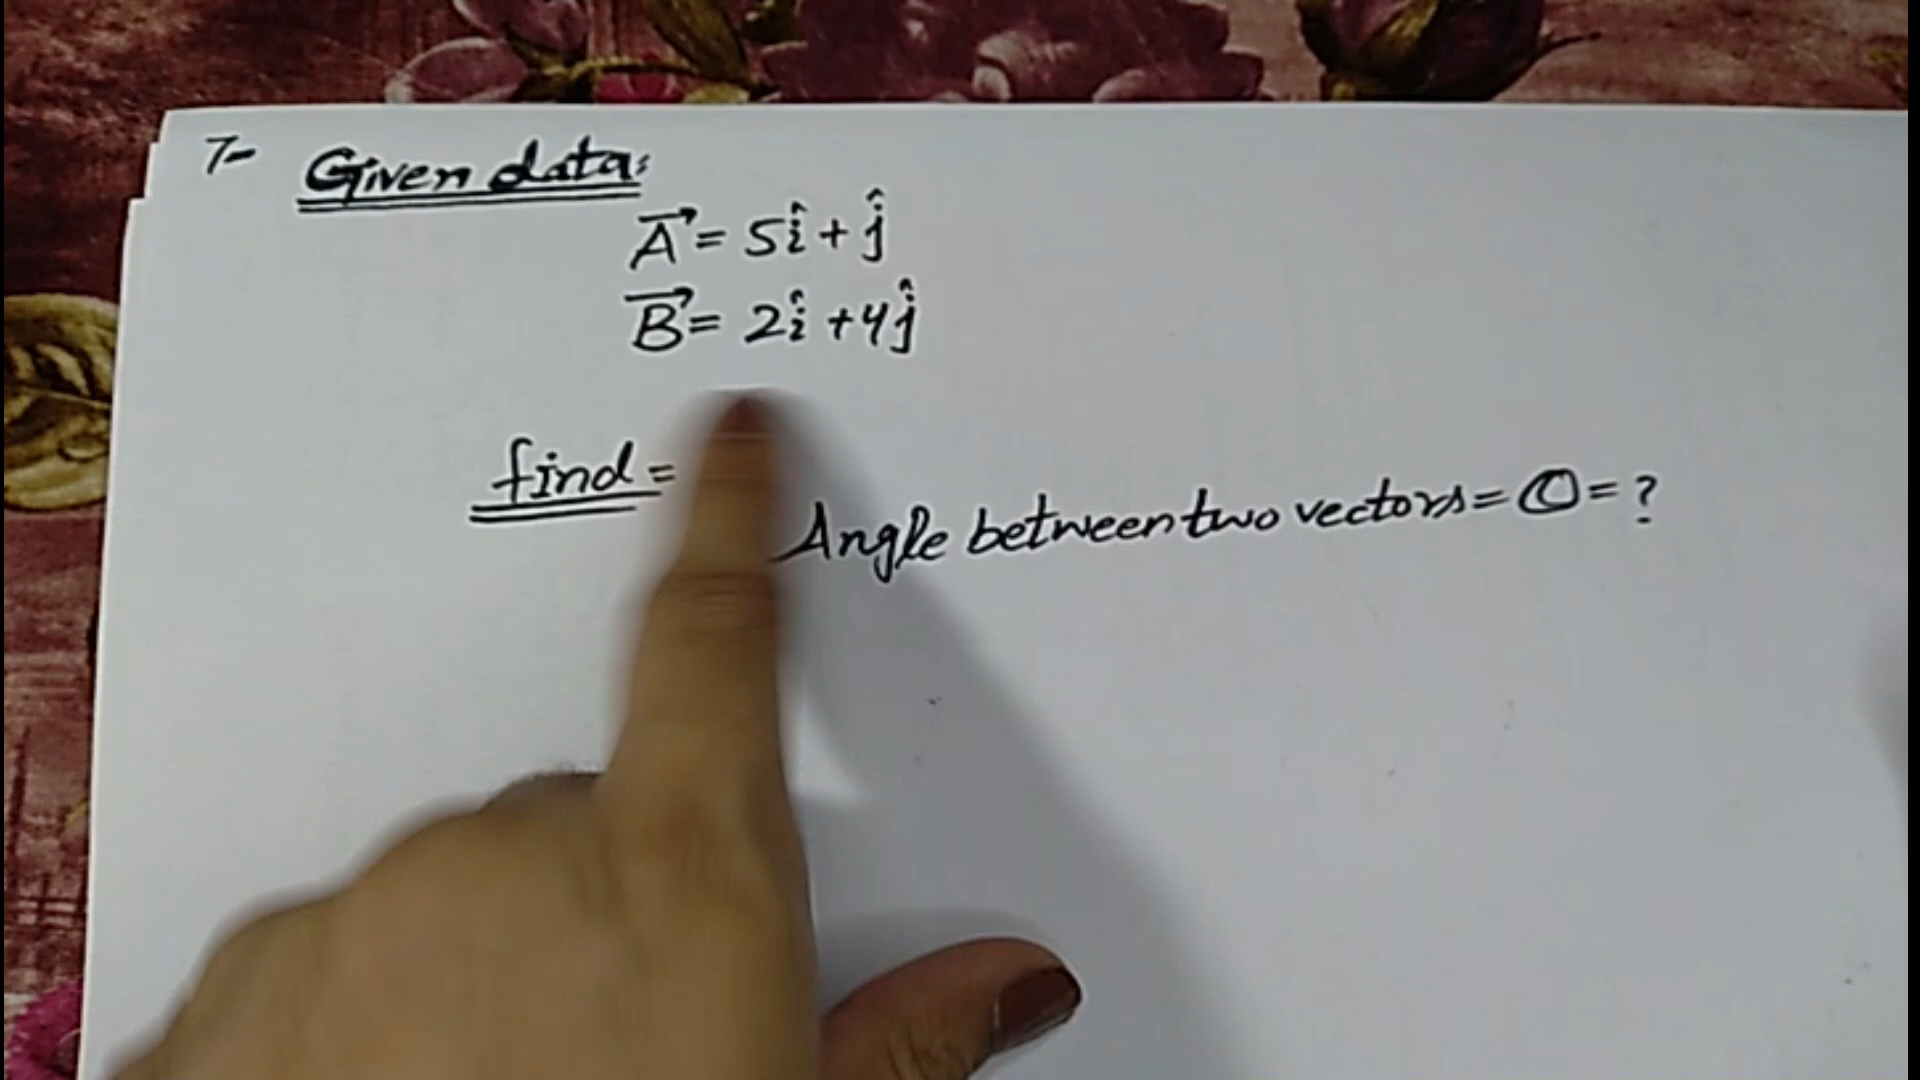 7- Given data:
A⃗ = 5î + ĵ
B⃗ = 2î + 4ĵ
find =
Angle between two vectors = Θ = ?